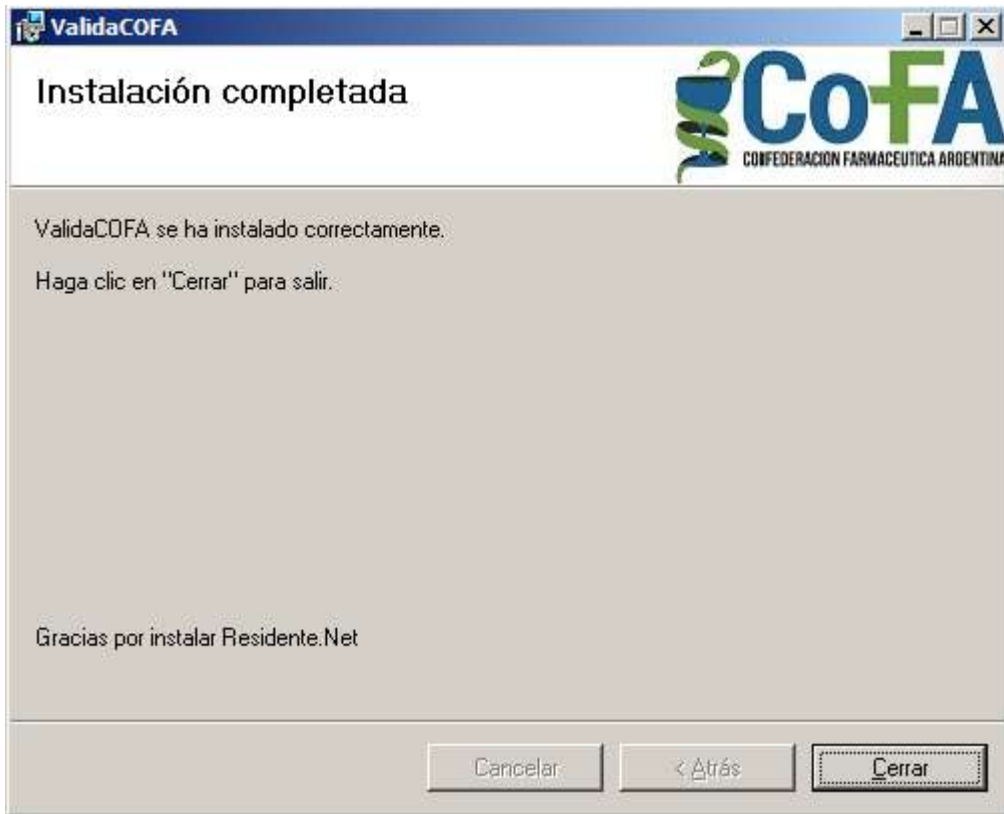 ValidaCOFA
Instalación completada
CoFA
CONFEDERACION FARMACEUTICA ARGENTINA
ValidaCOFA se ha instalado correctamente.
Haga clic en "Cerrar" para salir.
Gracias por instalar Residente.Net
Cancelar
< Atrás
Cerrar